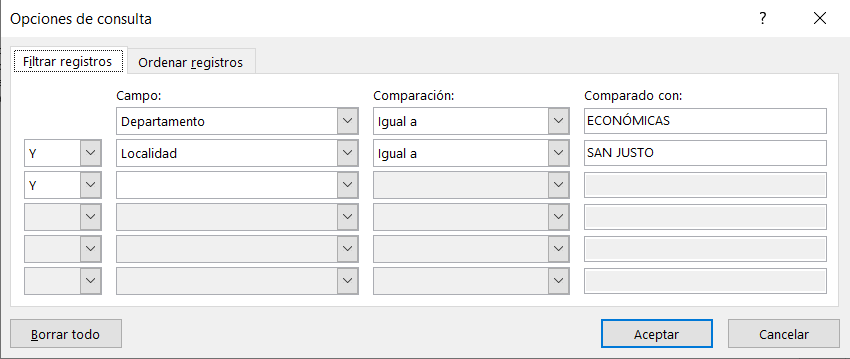 Opciones de consulta ?
Filtrar registros Ordenar registros
Campo: Comparación: Comparado con:
Departamento Igual a ECONÓMICAS
Y Localidad Igual a SAN JUSTO
Y
Borrar todo Aceptar Cancelar